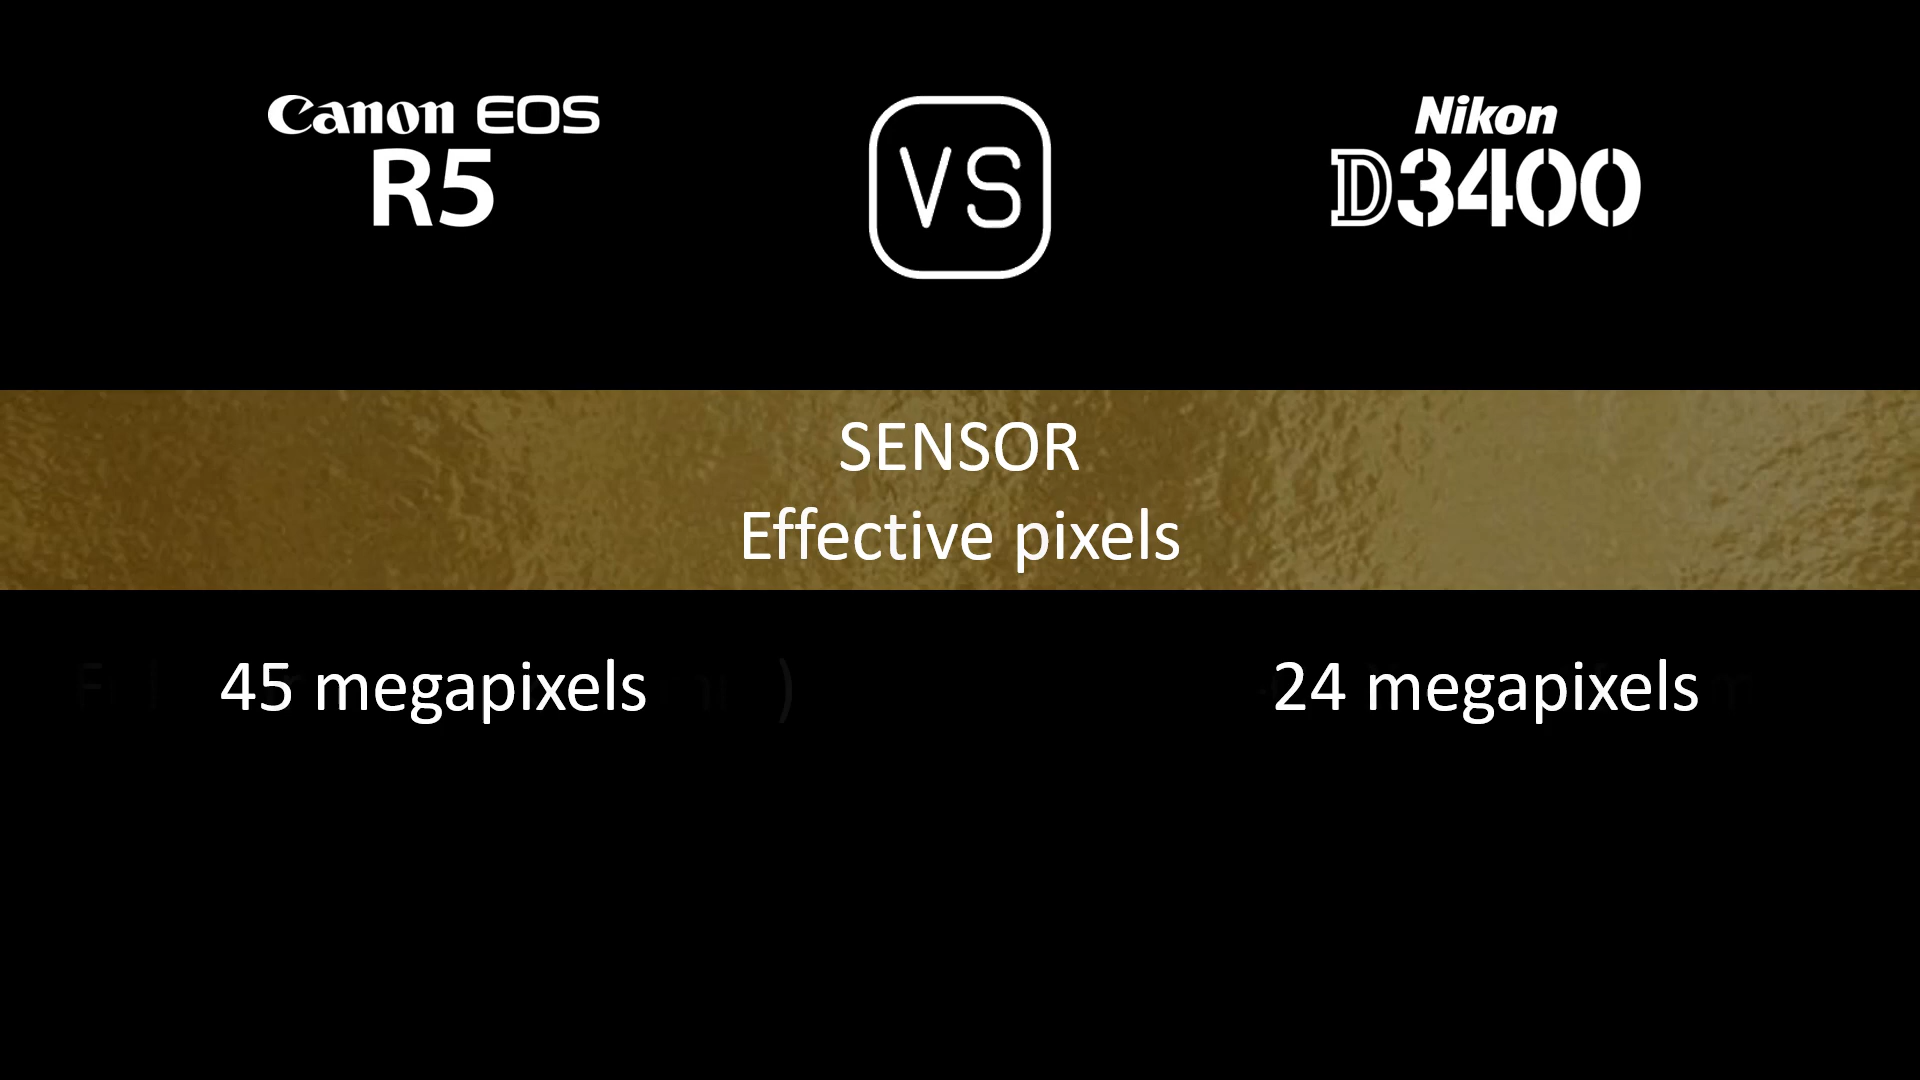 Canon EOS
R5
VS
Nikon
D3400
SENSOR
Effective pixels
45 megapixels
24 megapixels